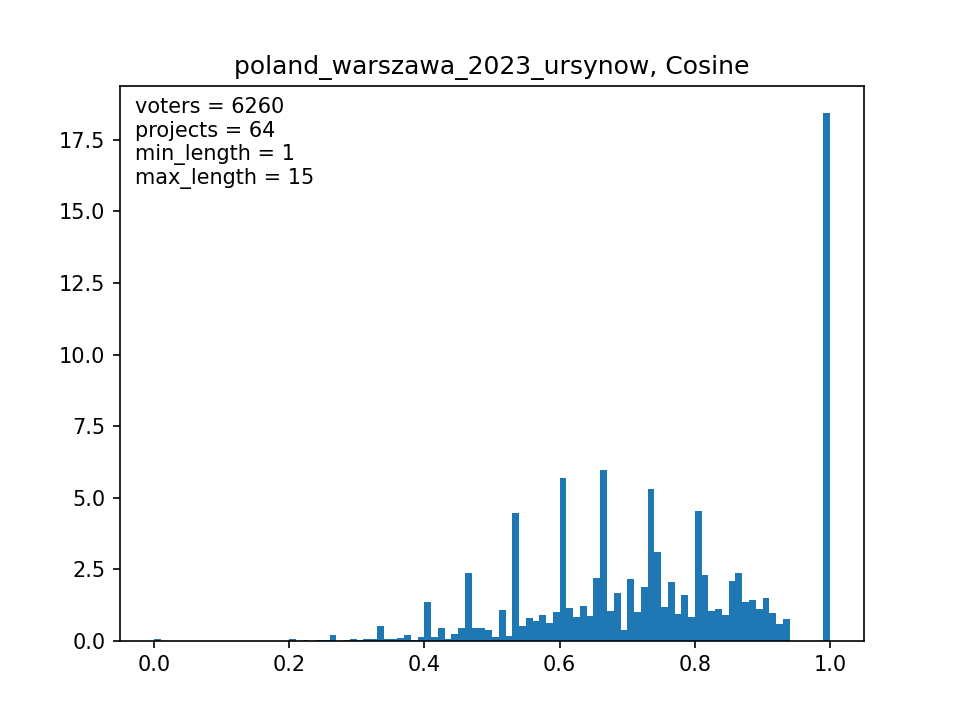 poland_warszawa_2023_ursynow, Cosine
voters = 6260
projects = 64
min_length = 1
max_length = 15
17.5
15.0
12.5
10.0
7.5
5.0
2.5
0.0
0.0 0.2 0.4 0.6 0.8 1.0